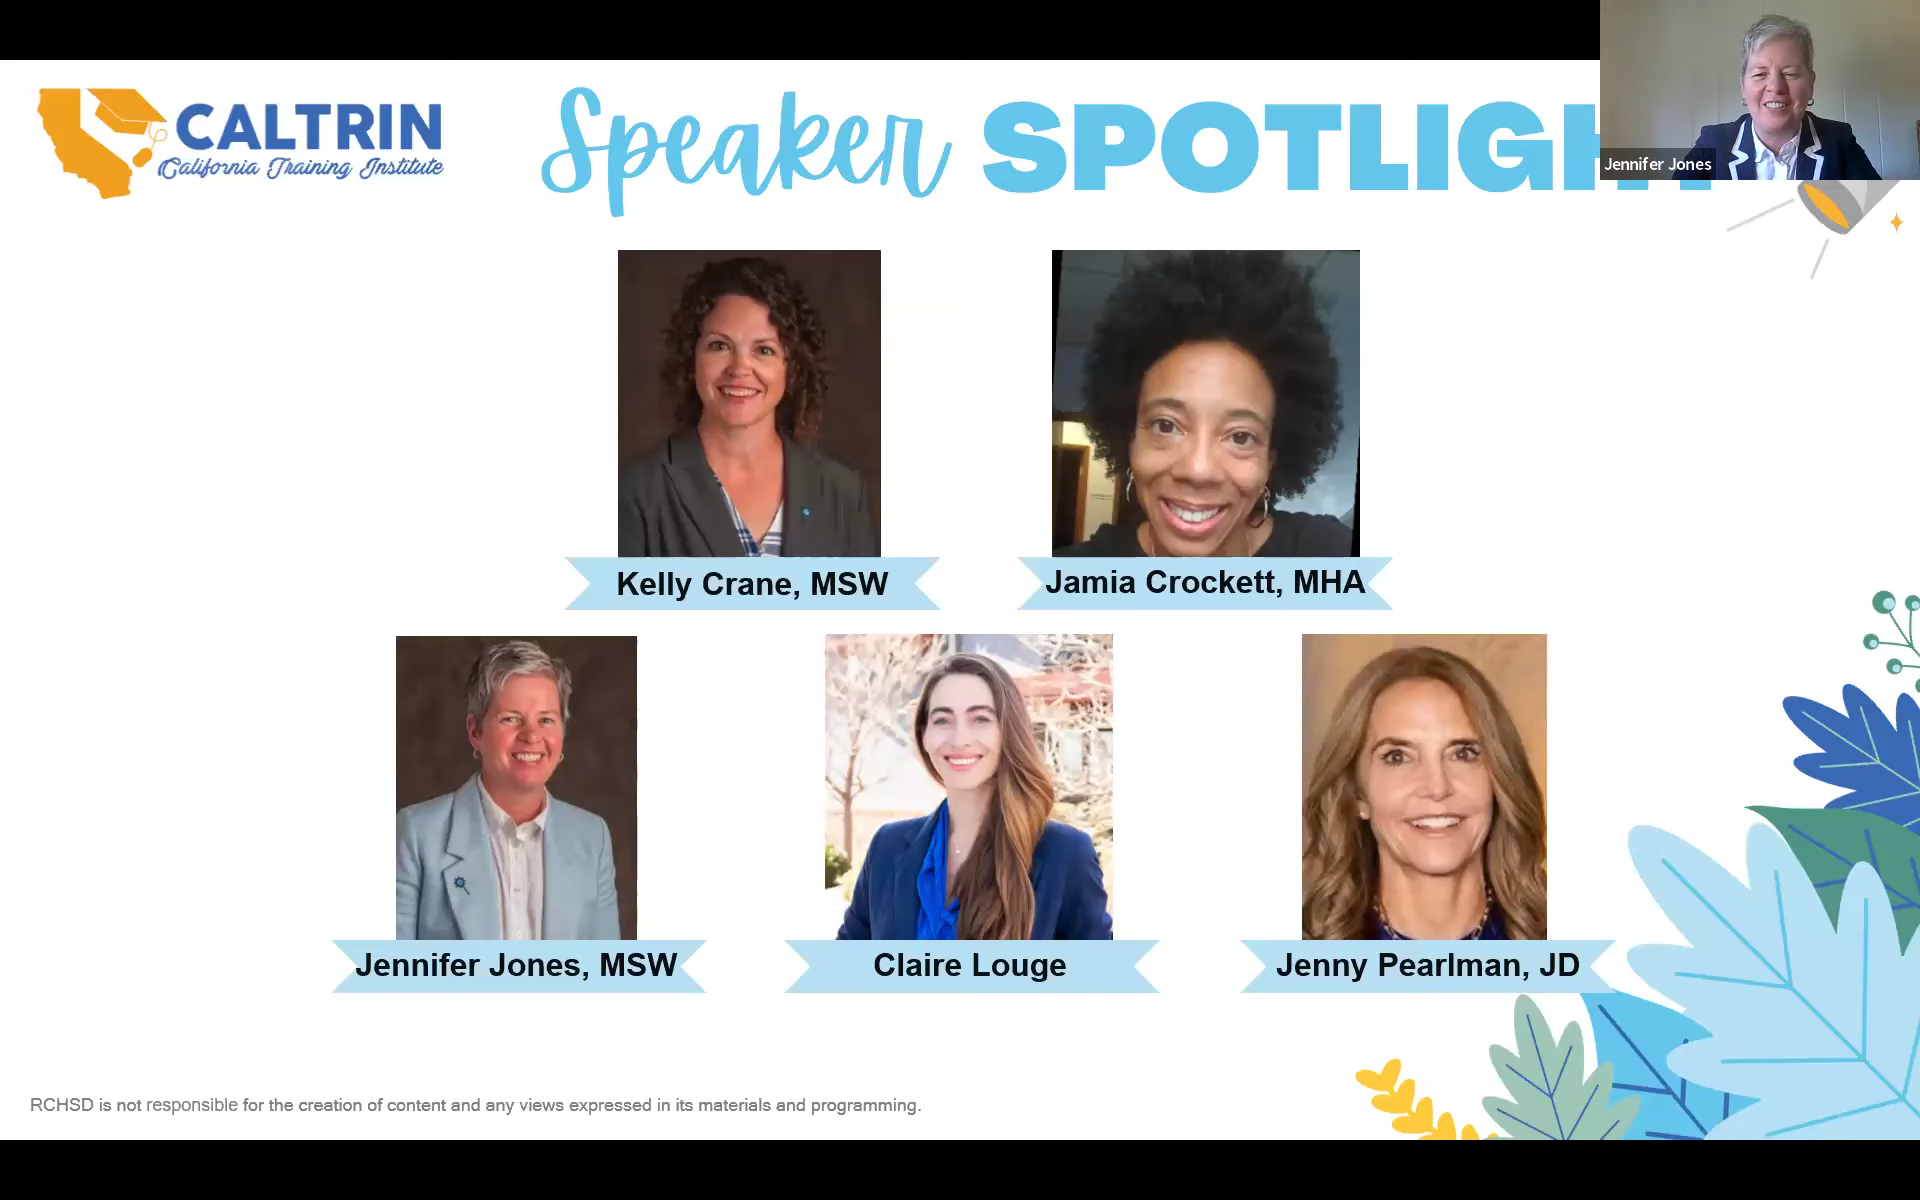 CALTRIN
California Training Institute
Speaker SPOTLIGHT
Jennifer Jones
Kelly Crane, MSW
Jamia Crockett, MHA
Jennifer Jones, MSW
Claire Louge
Jenny Pearlman, JD
RCHSD is not responsible for the creation of content and any views expressed in its materials and programming.